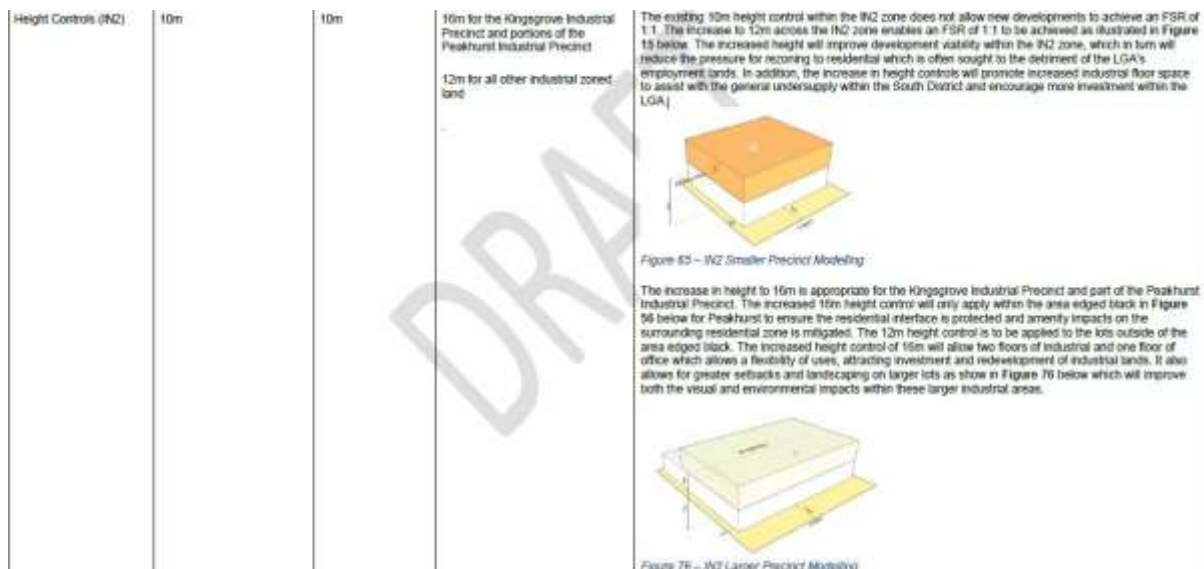 Height Controls (IN2)
10m
10m
16m for the Kingsgrove Industrial
Precinct and portions of the
Peakhurst Industrial Precinct
12m for all other industrial zoned
land
The existing 10m height control within the IN2 zone does not allow new developments to achieve an FSR of
1:1. The increase to 12m across the IN2 zone enables an FSR of 1:1 to be achieved as illustrated in Figure
15 below. The increased height will improve development viability within the IN2 zone, which in turn will
reduce the pressure for rezoning to residential which is often sought to the detriment of the LGA's
employment lands. In addition, the increase in height controls will promote increased industrial floor space
to assist with the general undersupply within the South District and encourage more investment within the
LGA.
Figure 65 – IN2 Smaller Precinct Modelling
The increase in height to 16m is appropriate for the Kingsgrove Industrial Precinct and part of the Peakhurst
Industrial Precinct. The increased 16m height control will only apply within the area edged black in Figure
56 below for Peakhurst to ensure the residential interface is protected and amenity impacts on the
surrounding residential zone is mitigated. The 12m height control is to be applied to the lots outside of the
area edged black. The increased height control of 16m will allow two floors of industrial and one floor of
office which allows a flexibility of uses, attracting investment and redevelopment of industrial lands. It also
allows for greater setbacks and landscaping on larger lots as show in Figure 76 below which will improve
both the visual and environmental impacts within these larger industrial areas.
Figure 76 – IN2 Larger Precinct Modelling
DRAFT